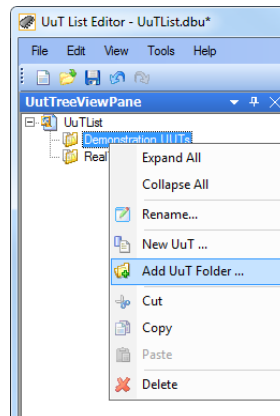 UuT List Editor - UuTList.dbu*
File Edit View Tools Help
UutTreeViewPane
UuTList
Demonstration UUTs
Real
Expand All
Collapse All
Rename...
New UuT ...
Add UuT Folder ...
Cut
Copy
Paste
Delete